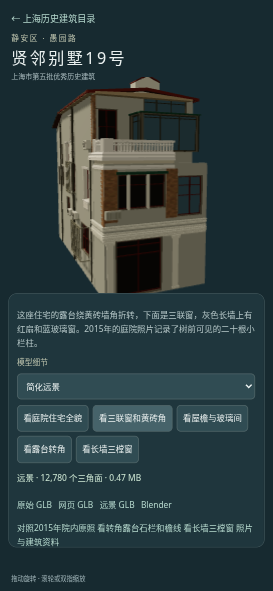 ← 上海历史建筑目录
静安区 · 愚园路
贤邻别墅19号
上海市第五批优秀历史建筑
这座住宅的露台绕黄砖墙角折转，下面是三联窗，灰色长墙上有
红扇和蓝玻璃窗。2015年的庭院照片记录了树前可见的二十根小
栏柱。
模型细节
简化远景
看庭院住宅全貌 看三联窗和黄砖角 看屋檐与玻璃间
看露台转角 看长墙三樘窗
远景 · 12,780 个三角面 · 0.47 MB
原始 GLB 网页 GLB 远景 GLB Blender
对照2015年院内原照 看转角露台石栏和檐线 看长墙三樘窗 照片
与建筑资料
拖动旋转 · 滚轮或双指缩放